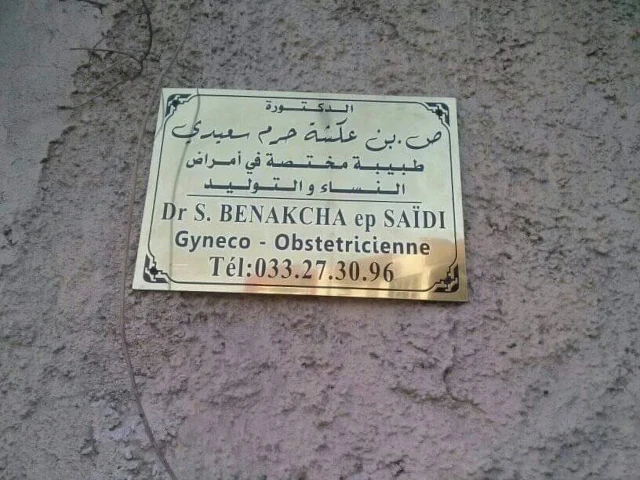 الدكتورة
ص.بن عكشة حرم سعيدي
طبيبة مختصة في أمراض
النساء والتوليد
Dr S. BENAKCHA ep SAÏDI
Gyneco - Obstetricienne
Tél:033.27.30.96